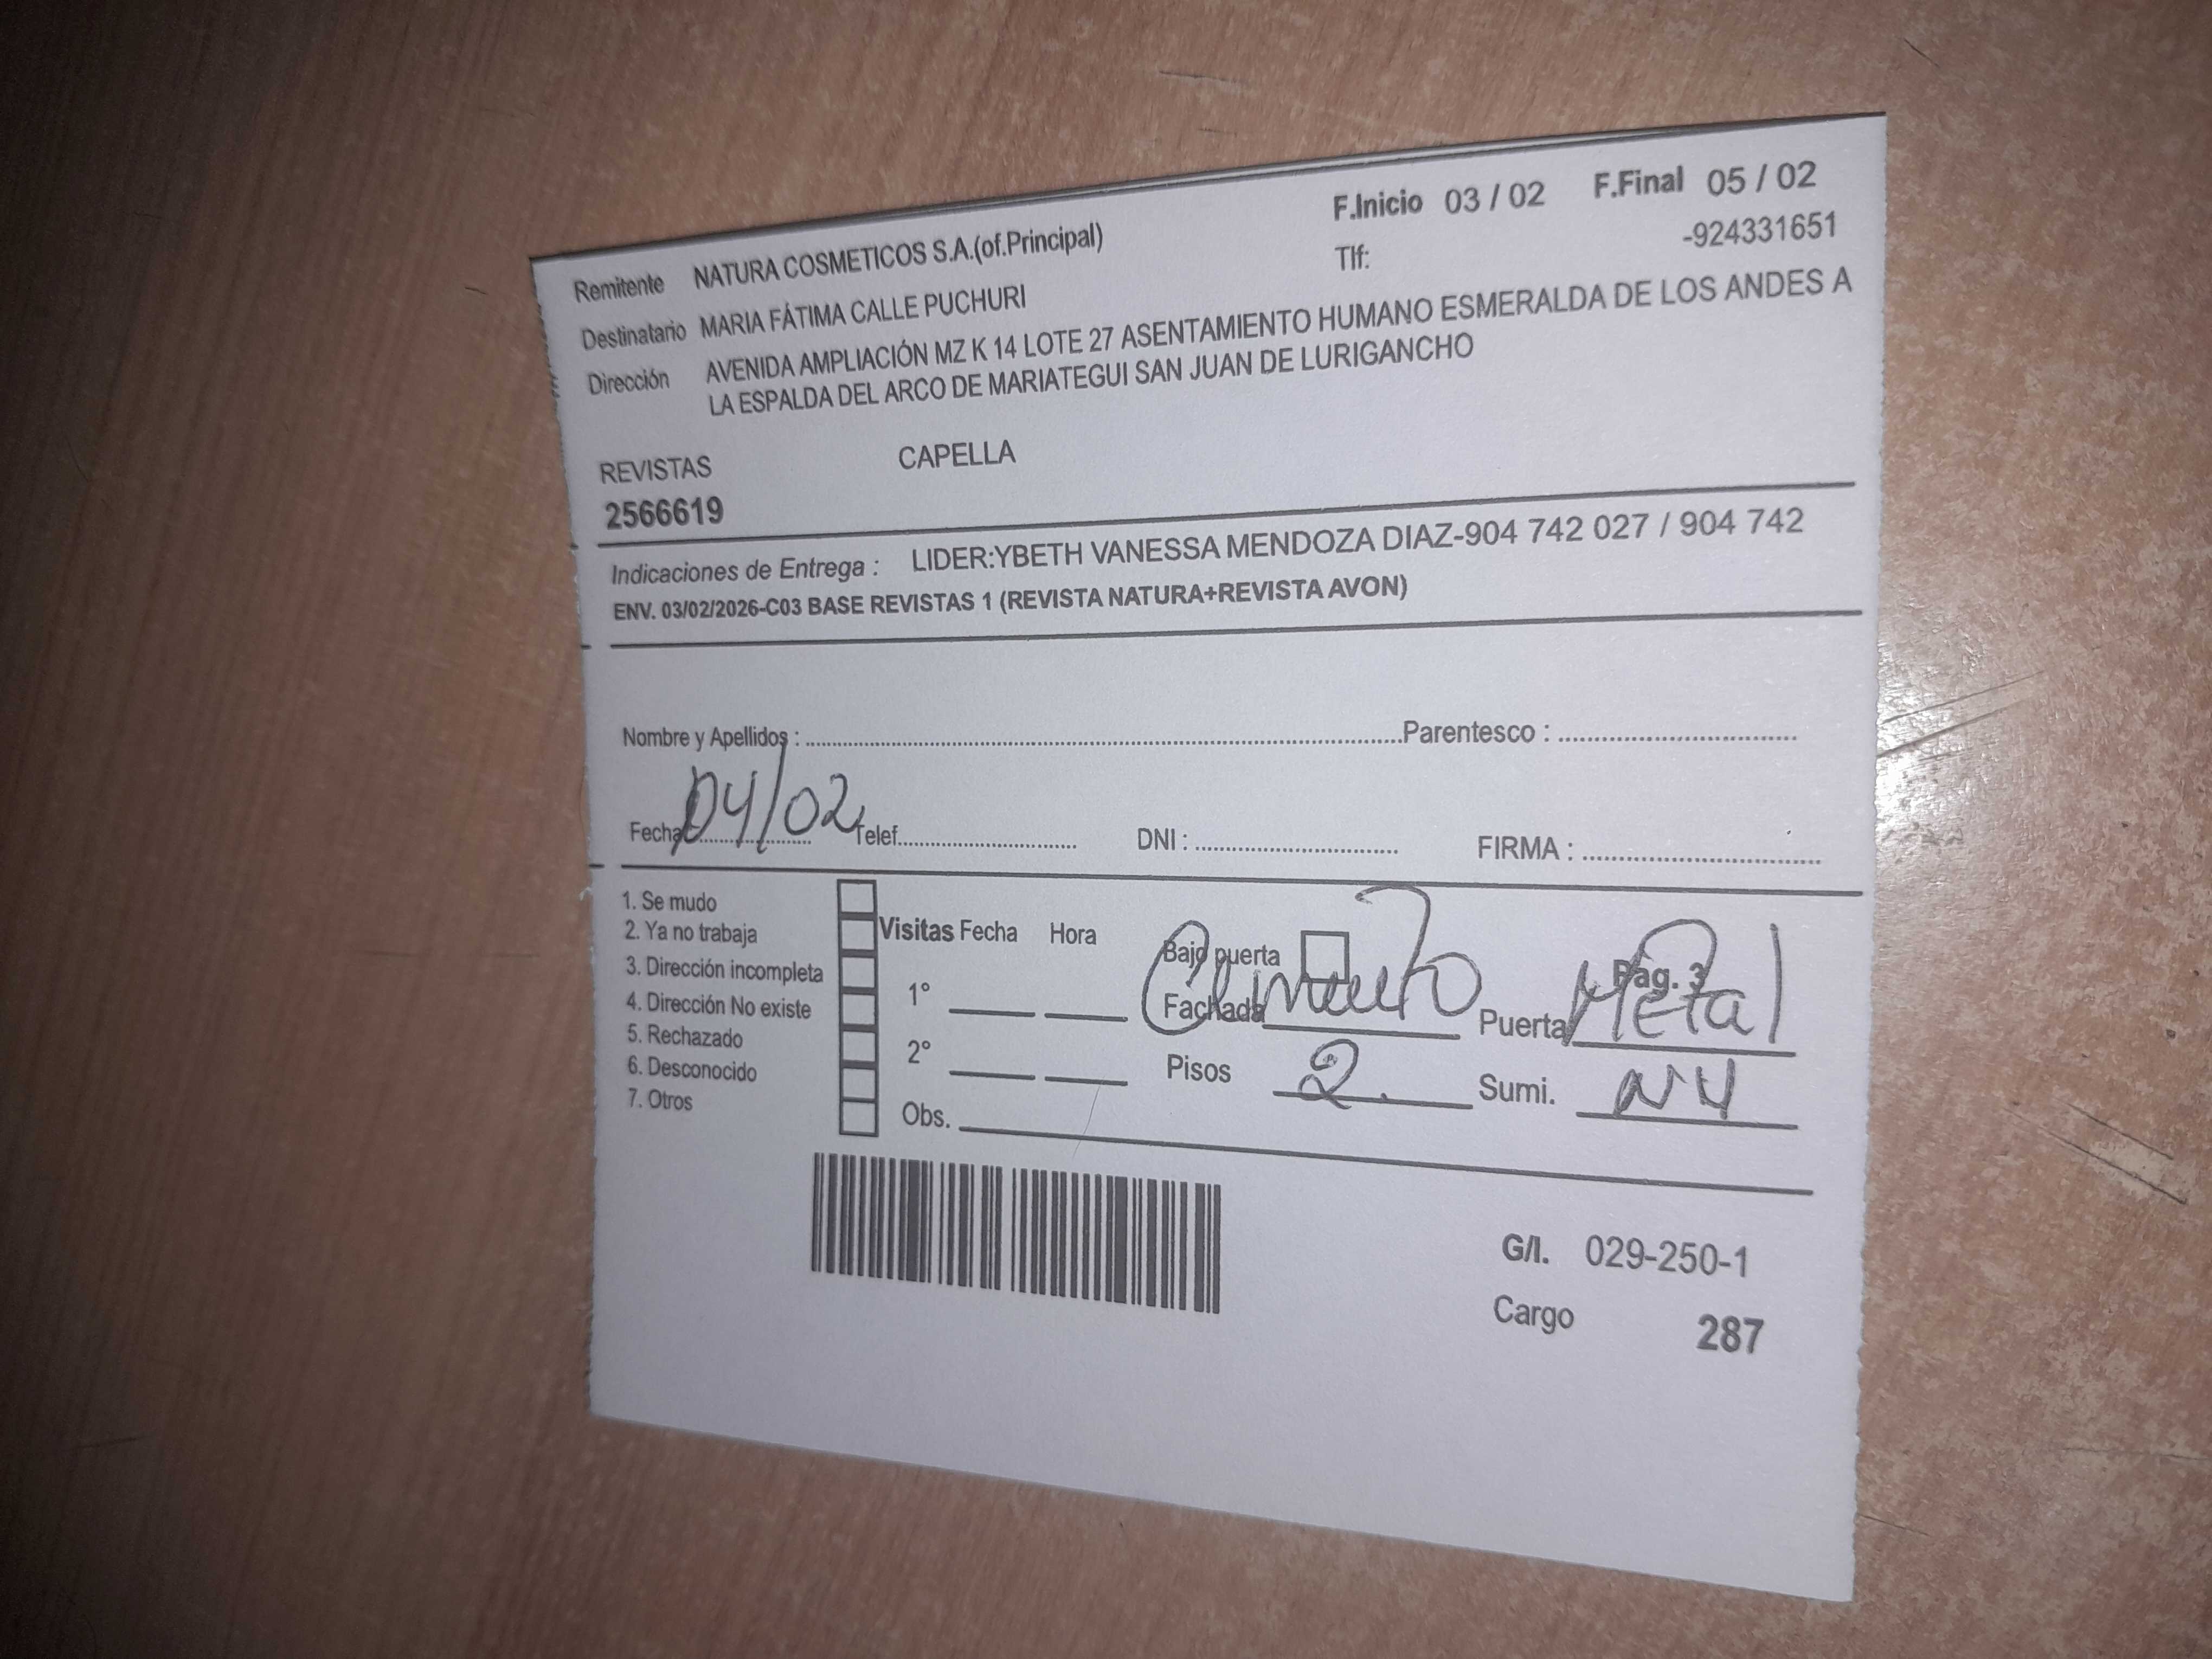 F.Inicio 03 / 02 F.Final 05 / 02
Remitente NATURA COSMETICOS S.A.(of.Principal) Tlf: -924331651
Destinatario MARIA FÁTIMA CALLE PUCHURI
Dirección AVENIDA AMPLIACIÓN MZ K 14 LOTE 27 ASENTAMIENTO HUMANO ESMERALDA DE LOS ANDES A
LA ESPALDA DEL ARCO DE MARIATEGUI SAN JUAN DE LURIGANCHO
REVISTAS CAPELLA
2566619
Indicaciones de Entrega : LIDER:YBETH VANESSA MENDOZA DIAZ-904 742 027 / 904 742
ENV. 03/02/2026-C03 BASE REVISTAS 1 (REVISTA NATURA+REVISTA AVON)
Nombre y Apellidos : Parentesco :
Fecha 04/02 Telef. DNI : FIRMA :
1. Se mudo
2. Ya no trabaja
3. Dirección incompleta
4. Dirección No existe
5. Rechazado
6. Desconocido
7. Otros
Visitas Fecha Hora
1°
2°
Obs.
Bajo puerta Pag. 3
Fachada Puerta Metal
Pisos 2. Sumi.
G/I. 029-250-1
Cargo 287